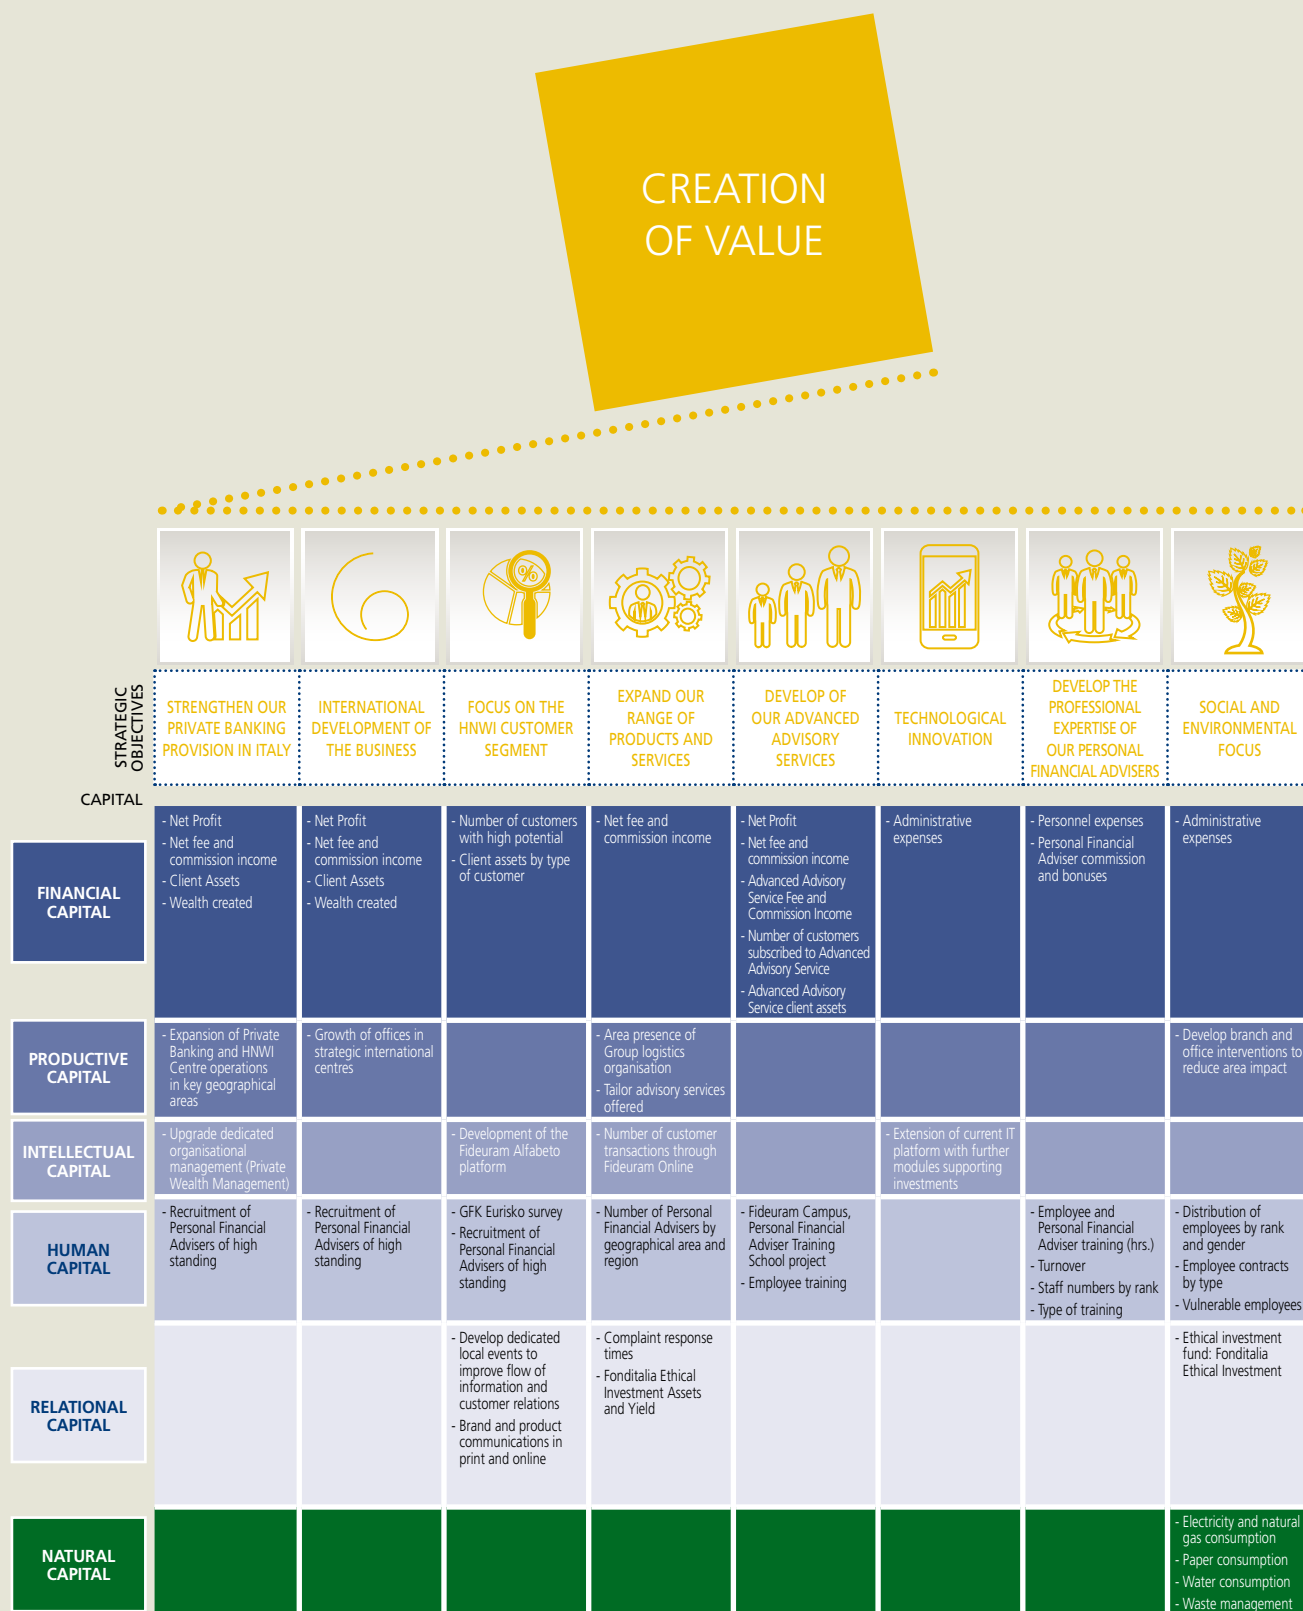 CREATION
OF VALUE
STRATEGIC
OBJECTIVES
STRENGTHEN OUR
PRIVATE BANKING
PROVISION IN ITALY
INTERNATIONAL
DEVELOPMENT OF
THE BUSINESS
FOCUS ON THE
HNWI CUSTOMER
SEGMENT
EXPAND OUR
RANGE OF
PRODUCTS AND
SERVICES
DEVELOP OF
OUR ADVANCED
ADVISORY
SERVICES
TECHNOLOGICAL
INNOVATION
DEVELOP THE
PROFESSIONAL
EXPERTISE OF
OUR PERSONAL
FINANCIAL ADVISERS
SOCIAL AND
ENVIRONMENTAL
FOCUS
CAPITAL
FINANCIAL
CAPITAL
- Net Profit
- Net fee and
commission income
- Client Assets
- Wealth created
- Net Profit
- Net fee and
commission income
- Client Assets
- Wealth created
- Number of customers
with high potential
- Client assets by type
of customer
- Net fee and
commission income
- Net Profit
- Net fee and
commission income
- Advanced Advisory
Service Fee and
Commission Income
- Number of customers
subscribed to Advanced
Advisory Service
- Advanced Advisory
Service client assets
- Administrative
expenses
- Personnel expenses
- Personal Financial
Adviser commission
and bonuses
- Administrative
expenses
PRODUCTIVE
CAPITAL
- Expansion of Private
Banking and HNWI
Centre operations
in key geographical
areas
- Growth of offices in
strategic international
centres
- Area presence of
Group logistics
organisation
- Tailor advisory services
offered
- Develop branch and
office interventions to
reduce area impact
INTELLECTUAL
CAPITAL
- Upgrade dedicated
organisational
management (Private
Wealth Management)
- Development of the
Fideuram Alfabeto
platform
- Number of customer
transactions through
Fideuram Online
- Extension of current IT
platform with further
modules supporting
investments
HUMAN
CAPITAL
- Recruitment of
Personal Financial
Advisers of high
standing
- Recruitment of
Personal Financial
Advisers of high
standing
- GFK Eurisko survey
- Recruitment of
Personal Financial
Advisers of high
standing
- Number of Personal
Financial Advisers by
geographical area and
region
- Fideuram Campus,
Personal Financial
Adviser Training
School project
- Employee training
- Employee and
Personal Financial
Adviser training (hrs.)
- Turnover
- Staff numbers by rank
- Type of training
- Distribution of
employees by rank
and gender
- Employee contracts
by type
- Vulnerable employees
RELATIONAL
CAPITAL
- Develop dedicated
local events to
improve flow of
information and
customer relations
- Brand and product
communications in
print and online
- Complaint response
times
- Fonditalia Ethical
Investment Assets
and Yield
- Ethical investment
fund: Fonditalia
Ethical Investment
NATURAL
CAPITAL
- Electricity and natural
gas consumption
- Paper consumption
- Water consumption
- Waste management
%